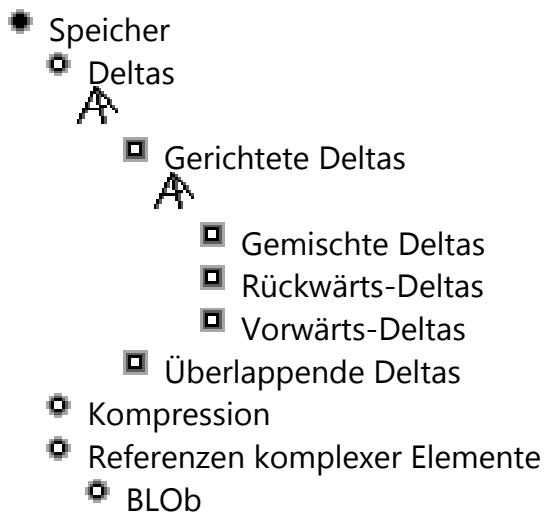 Speicher
Deltas
Gerichtete Deltas
Gemischte Deltas
Rückwärts-Deltas
Vorwärts-Deltas
Überlappende Deltas
Kompression
Referenzen komplexer Elemente
BLOb